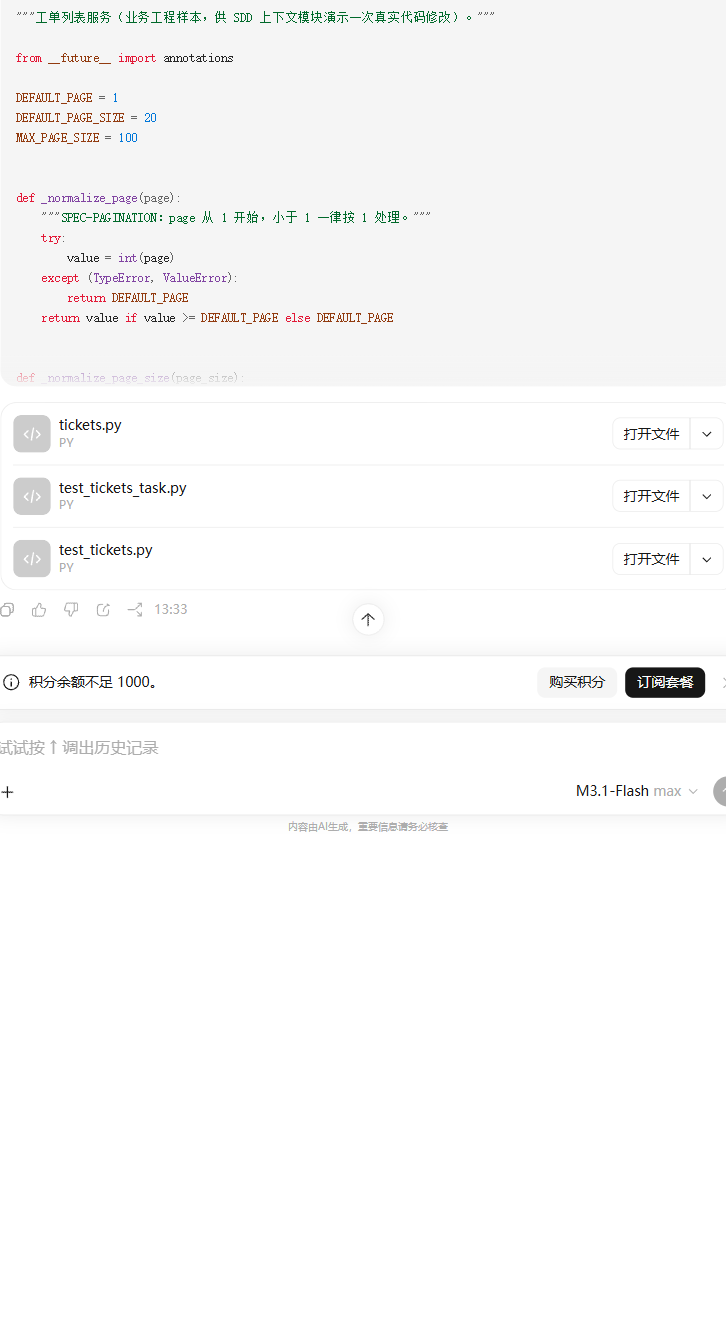 """工单列表服务（业务工程样本，供 SDD 上下文模块演示一次真实代码修改）。"""
from __future__ import annotations
DEFAULT_PAGE = 1
DEFAULT_PAGE_SIZE = 20
MAX_PAGE_SIZE = 100
def _normalize_page(page):
"""SPEC-PAGINATION：page 从 1 开始，小于 1 一律按 1 处理。"""
try:
value = int(page)
except (TypeError, ValueError):
return DEFAULT_PAGE
return value if value >= DEFAULT_PAGE else DEFAULT_PAGE
def _normalize_page_size(page_size):
tickets.py
PY
打开文件
test_tickets_task.py
PY
打开文件
test_tickets.py
PY
打开文件
13:33
积分余额不足 1000。
购买积分
订阅套餐
试试按↑调出历史记录
M3.1-Flash max
内容由AI生成，重要信息请务必核查